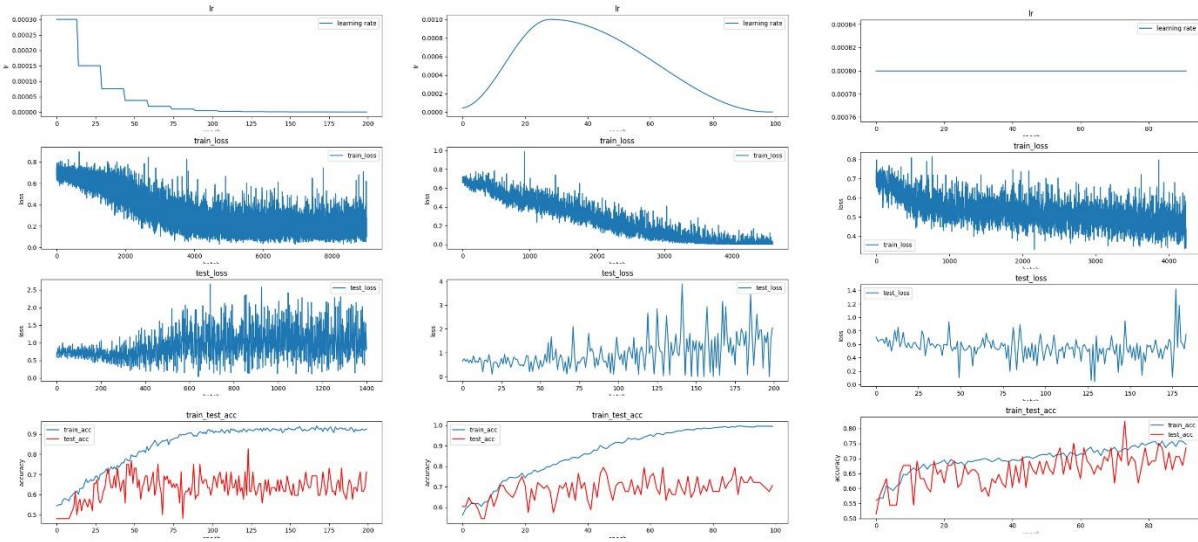 lr
learning rate
0.00030
0.00025
0.00020
0.00015
0.00010
0.00005
0.00000
lr
0 25 50 75 100 125 150 175 200
train_loss
train_loss
0.8
0.6
0.4
0.2
0.0
loss
0 2000 4000 6000 8000
test_loss
test_loss
2.5
2.0
1.5
1.0
0.5
0.0
loss
0 200 400 600 800 1000 1200 1400
train_test_acc
train_acc
test_acc
0.9
0.8
0.7
0.6
0.5
accuracy
0 25 50 75 100 125 150 175 200
lr
learning rate
0.0010
0.0008
0.0006
0.0004
0.0002
0.0000
lr
0 20 40 60 80 100
train_loss
train_loss
1.0
0.8
0.6
0.4
0.2
0.0
loss
0 1000 2000 3000 4000
test_loss
test_loss
4
3
2
1
0
loss
0 25 50 75 100 125 150 175 200
train_test_acc
train_acc
test_acc
1.0
0.9
0.8
0.7
0.6
accuracy
0 20 40 60 80 100
lr
learning rate
0.00084
0.00082
0.00080
0.00078
0.00076
lr
0 20 40 60 80
train_loss
train_loss
0.8
0.7
0.6
0.5
0.4
loss
0 1000 2000 3000 4000
test_loss
test_loss
1.4
1.2
1.0
0.8
0.6
0.4
0.2
0.0
loss
0 25 50 75 100 125 150 175
train_test_acc
train_acc
test_acc
0.80
0.75
0.70
0.65
0.60
0.55
0.50
accuracy
0 20 40 60 80